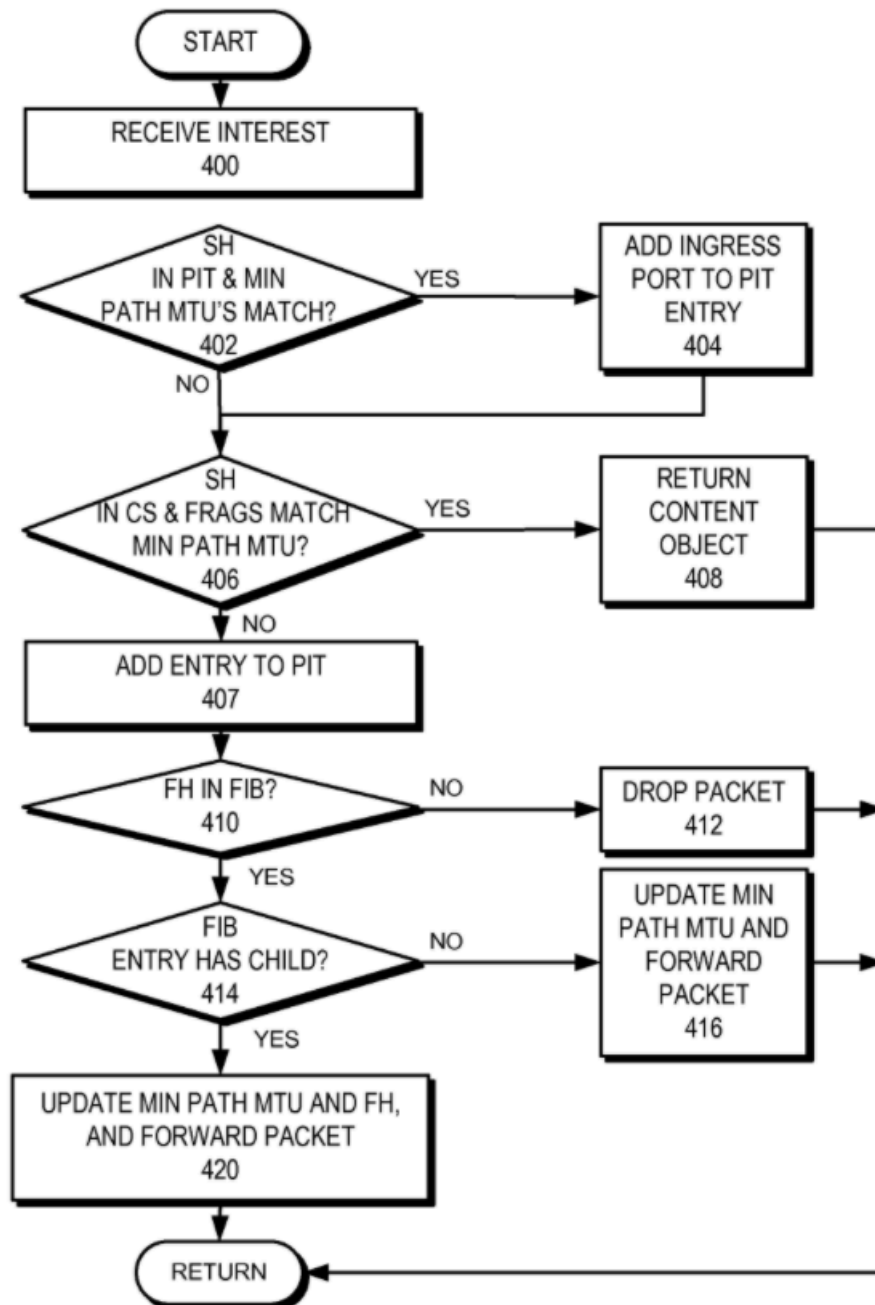 START
RECEIVE INTEREST
400
SH
IN PIT & MIN
PATH MTU'S MATCH?
402
YES
ADD INGRESS
PORT TO PIT
ENTRY
404
NO
SH
IN CS & FRAGS MATCH
MIN PATH MTU?
406
YES
RETURN
CONTENT
OBJECT
408
NO
ADD ENTRY TO PIT
407
FH IN FIB?
410
NO
DROP PACKET
412
YES
FIB
ENTRY HAS CHILD?
414
NO
UPDATE MIN
PATH MTU AND
FORWARD
PACKET
416
YES
UPDATE MIN PATH MTU AND FH,
AND FORWARD PACKET
420
RETURN